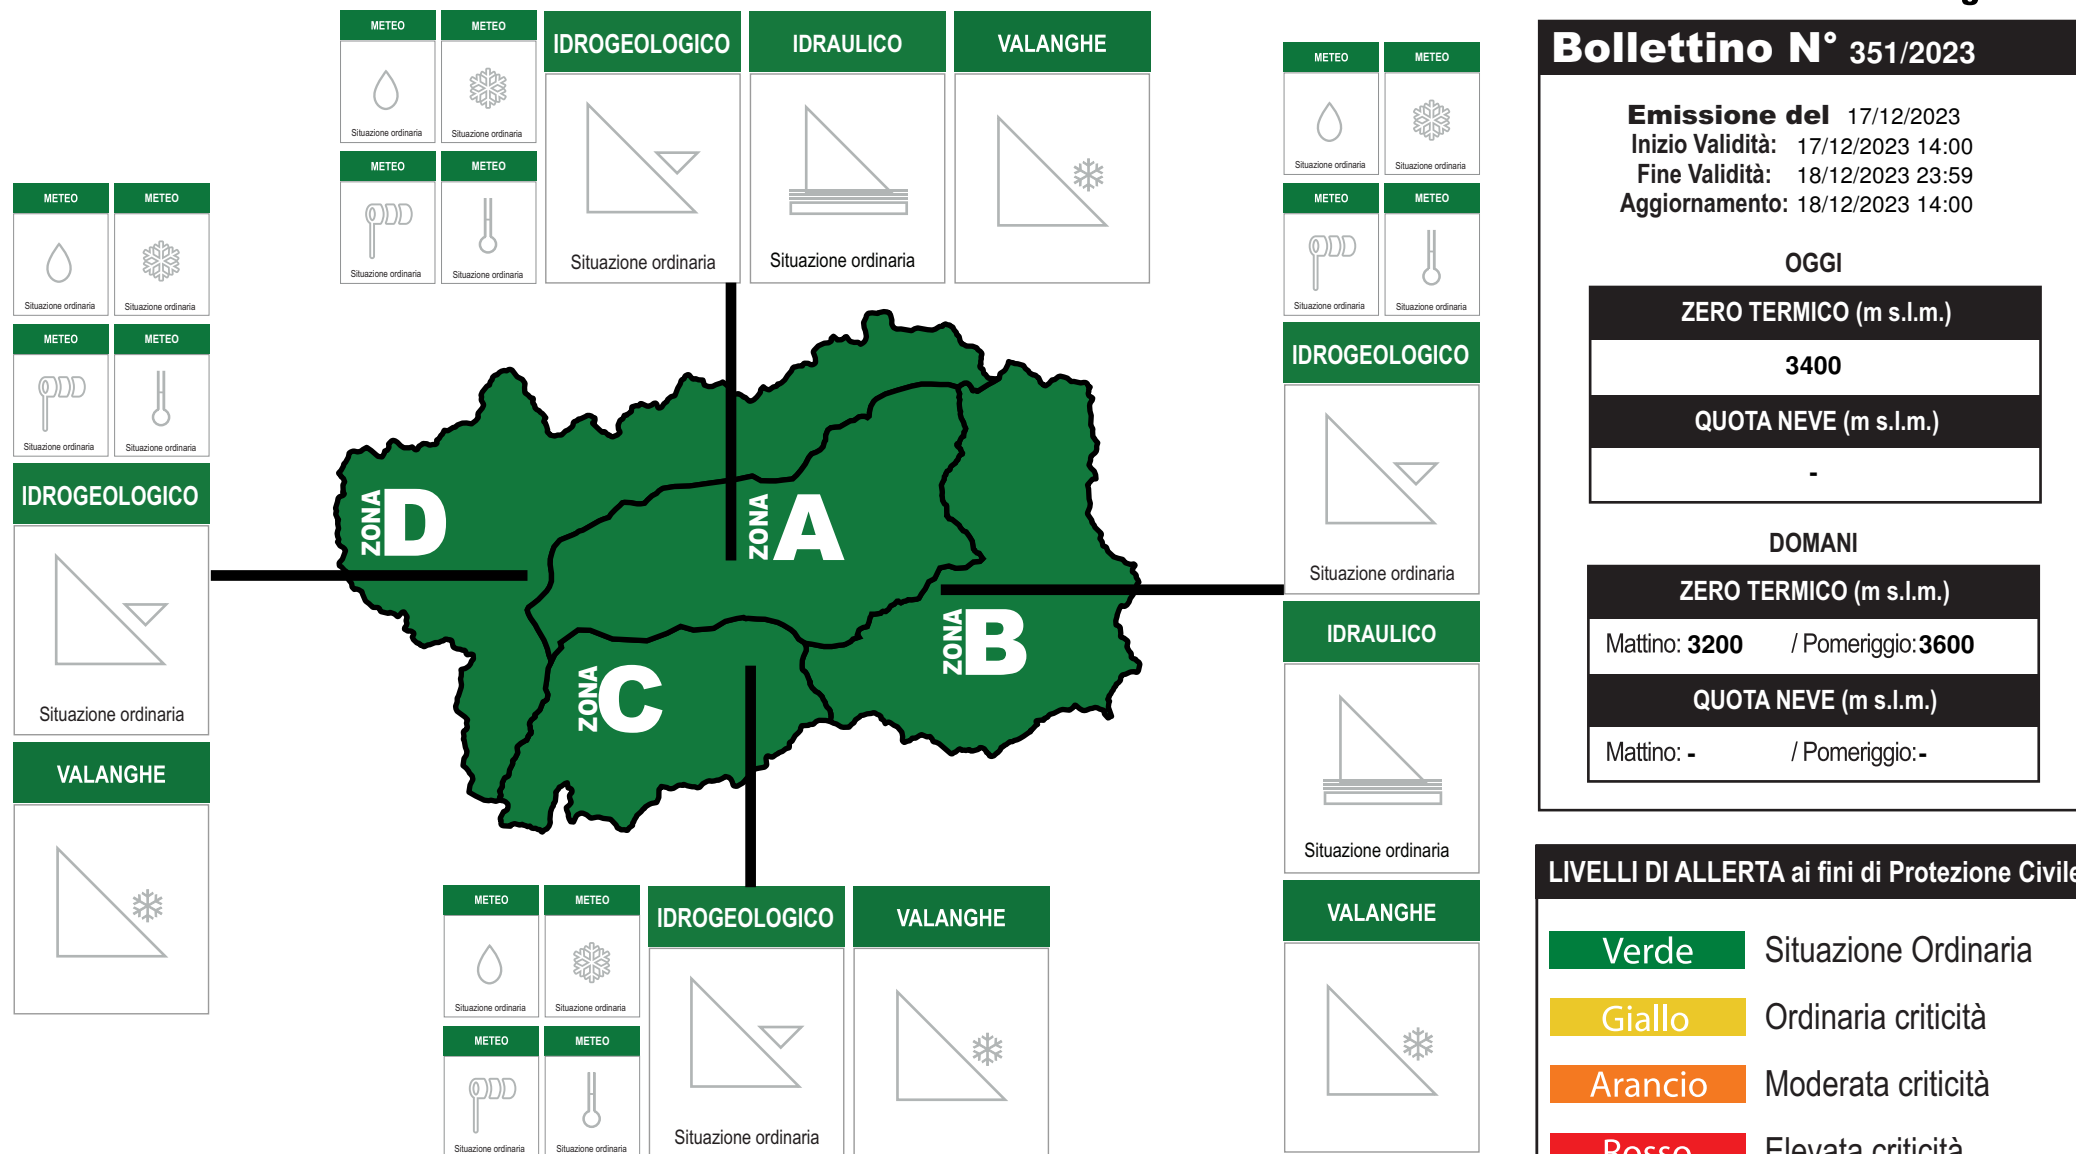 METEO
METEO
Situazione ordinaria
Situazione ordinaria
METEO
METEO
Situazione ordinaria
Situazione ordinaria
IDROGEOLOGICO
Situazione ordinaria
IDRAULICO
Situazione ordinaria
VALANGHE
METEO
METEO
Situazione ordinaria
Situazione ordinaria
METEO
METEO
Situazione ordinaria
Situazione ordinaria
IDROGEOLOGICO
Situazione ordinaria
VALANGHE
ZONA D
ZONA A
ZONA B
ZONA C
METEO
METEO
Situazione ordinaria
Situazione ordinaria
METEO
METEO
Situazione ordinaria
Situazione ordinaria
IDROGEOLOGICO
Situazione ordinaria
IDRAULICO
Situazione ordinaria
VALANGHE
METEO
METEO
Situazione ordinaria
Situazione ordinaria
METEO
METEO
Situazione ordinaria
Situazione ordinaria
IDROGEOLOGICO
Situazione ordinaria
VALANGHE
Bollettino N° 351/2023
Emissione del 17/12/2023
Inizio Validità: 17/12/2023 14:00
Fine Validità: 18/12/2023 23:59
Aggiornamento: 18/12/2023 14:00
OGGI
ZERO TERMICO (m s.l.m.)
3400
QUOTA NEVE (m s.l.m.)
-
DOMANI
ZERO TERMICO (m s.l.m.)
Mattino: 3200 / Pomeriggio: 3600
QUOTA NEVE (m s.l.m.)
Mattino: - / Pomeriggio: -
LIVELLI DI ALLERTA ai fini di Protezione Civile
Verde Situazione Ordinaria
Giallo Ordinaria criticità
Arancio Moderata criticità
Rosso Elevata criticità